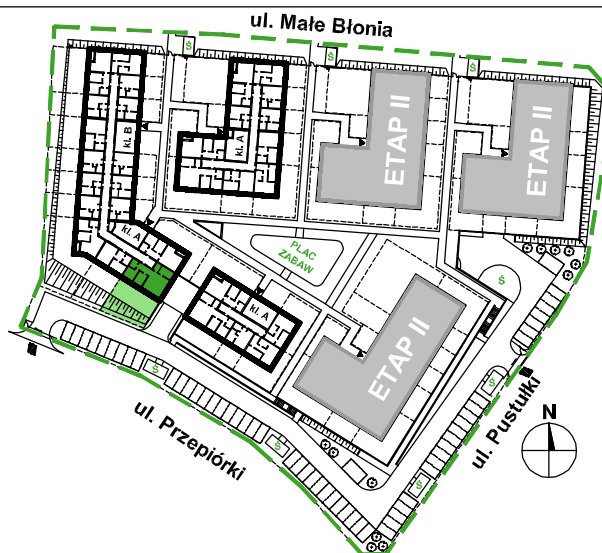 ul. Małe Błonia
Ś
Ś
Ś
kl. B
kl. A
ETAP II
ETAP II
kl. A
PLAC
ZABAW
Ś
kl. A
ETAP II
Ś
Ś
ul. Przepiórki
ul. Pustułki
N
Ś
Ś